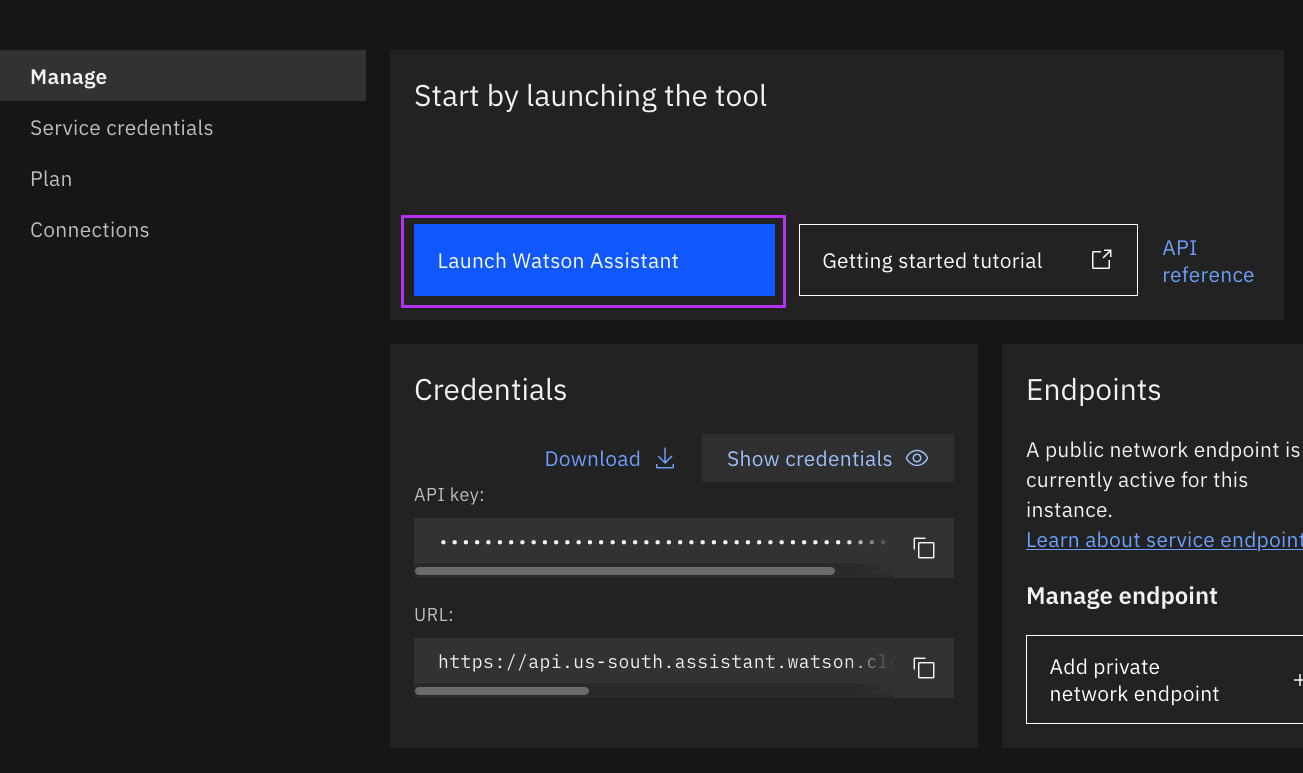 Manage
Service credentials
Plan
Connections
Start by launching the tool
Launch Watson Assistant
Getting started tutorial
API
reference
Credentials
Download
Show credentials
API key:
URL:
https://api.us-south.assistant.watson.cl
Endpoints
A public network endpoint is
currently active for this
instance.
Learn about service endpoint
Manage endpoint
Add private
network endpoint
+